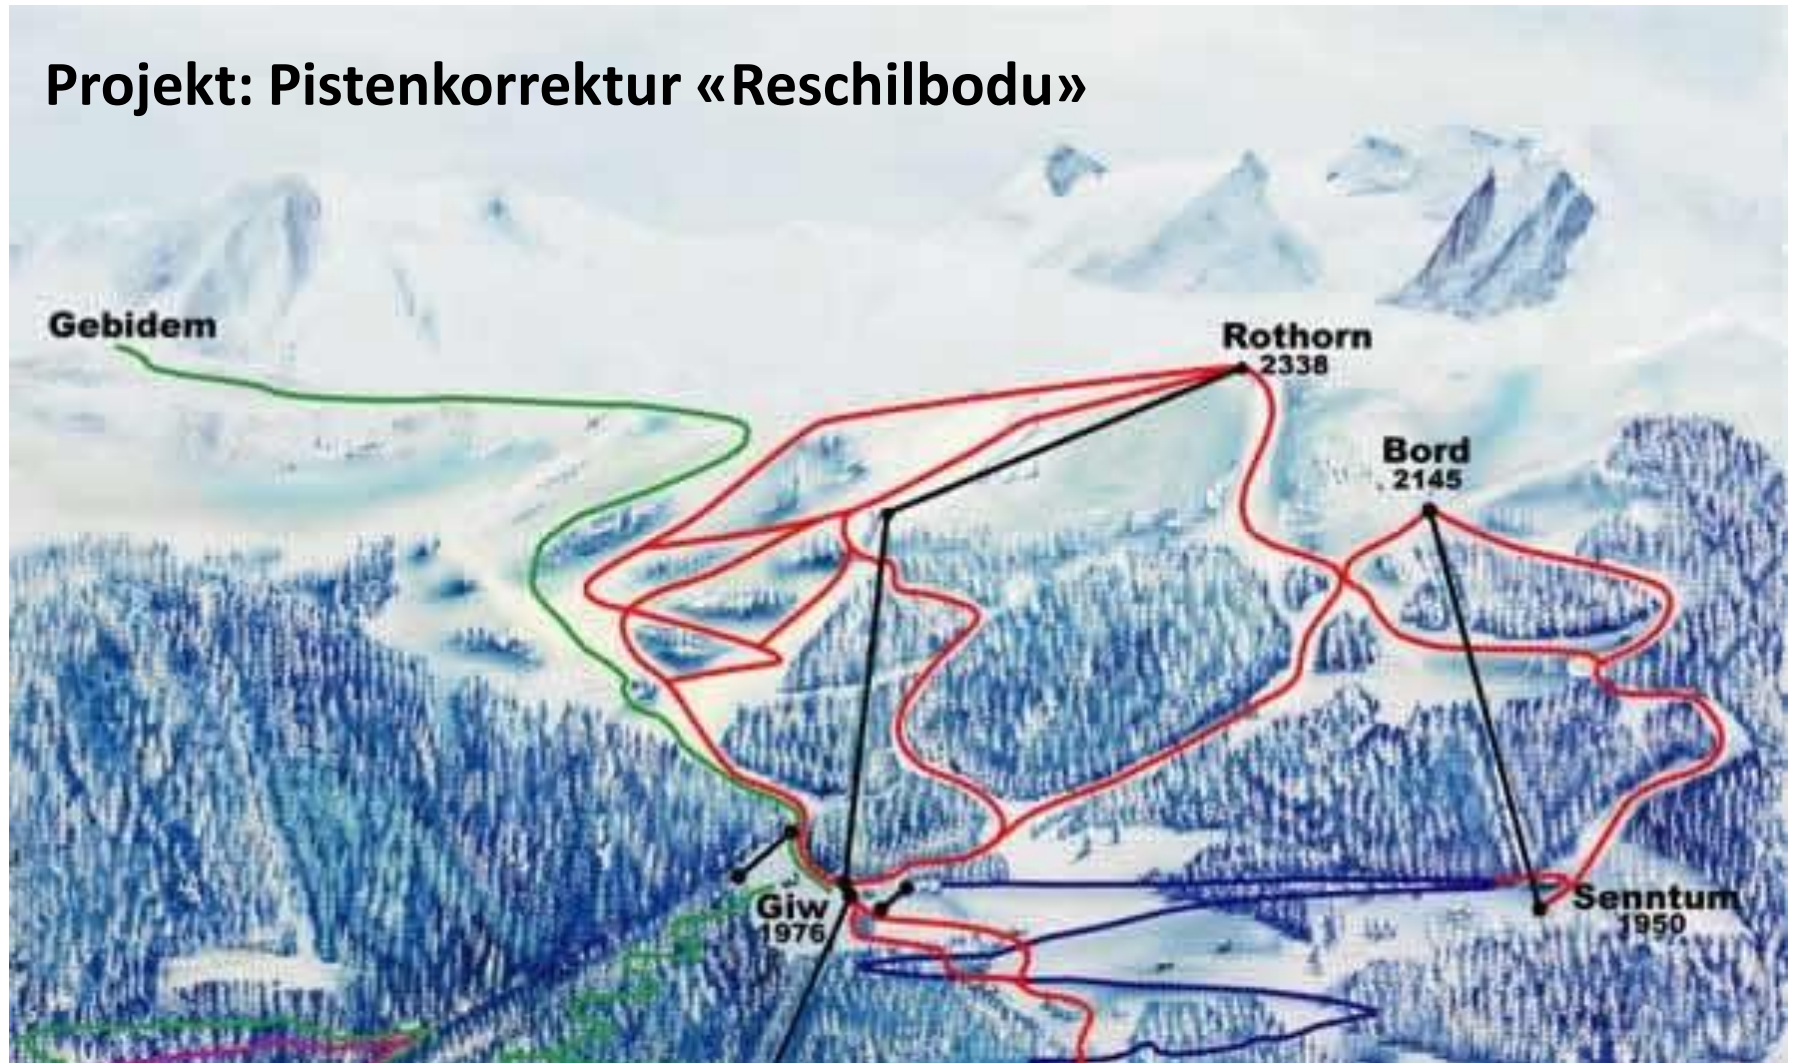 Projekt: Pistenkorrektur «Reschilbodu»
Gebidem
Rothorn
2338
Bord
2145
Giw
1976
Senntum
1950